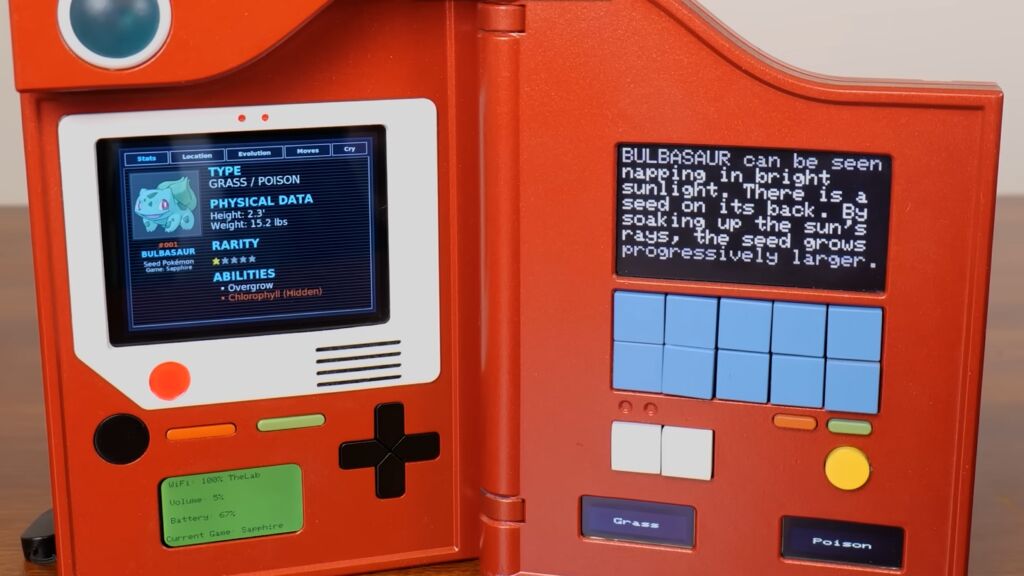 Stats Location Evolution Moves Cry
TYPE
GRASS / POISON
PHYSICAL DATA
Height: 2.3'
Weight: 15.2 lbs
RARITY
ABILITIES
• Overgrow
• Chlorophyll (Hidden)
#001
BULBASAUR
Seed Pokémon
Game: Sapphire
WiFi: 100% TheLab
Volume: 5%
Battery: 67%
Current Game: Sapphire
BULBASAUR can be seen
napping in bright
sunlight. There is a
seed on its back. By
soaking up the sun's
rays, the seed grows
progressively larger.
Grass
Poison